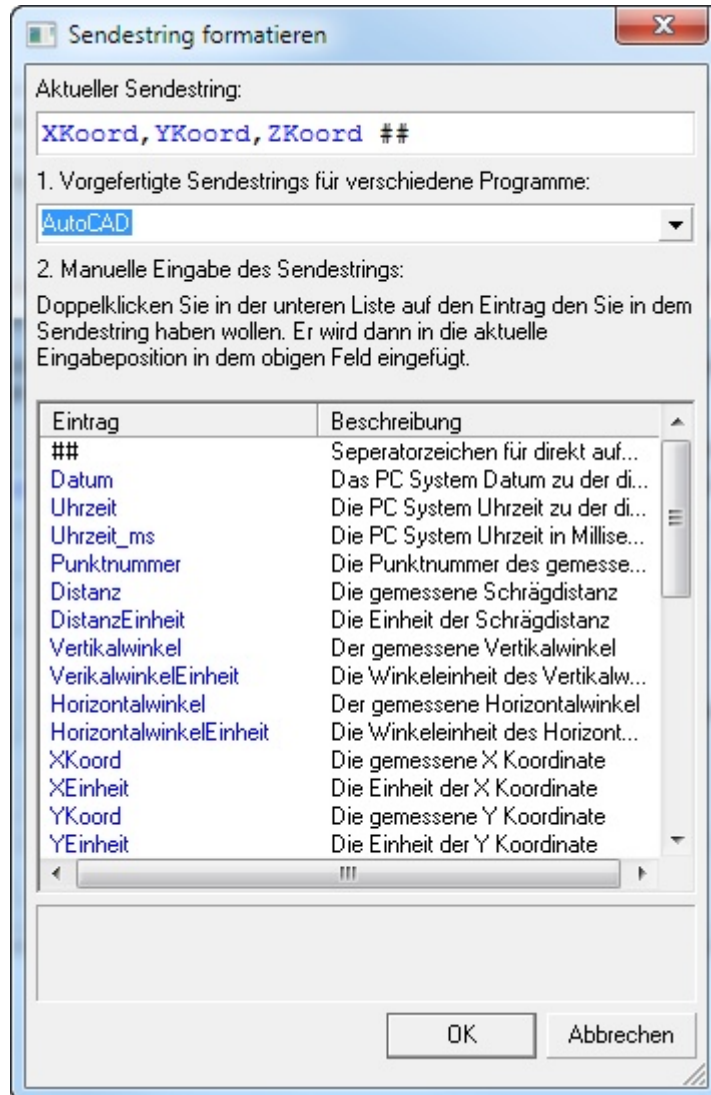 Sendestring formatieren
Aktueller Sendestring:
XKoord,YKoord,ZKoord ##
1. Vorgefertigte Sendestrings für verschiedene Programme:
AutoCAD
2. Manuelle Eingabe des Sendestrings:
Doppelklicken Sie in der unteren Liste auf den Eintrag den Sie in dem
Sendestring haben wollen. Er wird dann in die aktuelle
Eingabeposition in dem obigen Feld eingefügt.
Eintrag Beschreibung
## Seperatorzeichen für direkt auf...
Datum Das PC System Datum zu der di...
Uhrzeit Die PC System Uhrzeit zu der di...
Uhrzeit_ms Die PC System Uhrzeit in Millise...
Punktnummer Die Punktnummer des gemesse...
Distanz Die gemessene Schrägdistanz
DistanzEinheit Die Einheit der Schrägdistanz
Vertikalwinkel Der gemessene Vertikalwinkel
VerikalwinkelEinheit Die Winkeleinheit des Vertikalw...
Horizontalwinkel Der gemessene Horizontalwinkel
HorizontalwinkelEinheit Die Winkeleinheit des Horizont...
XKoord Die gemessene X Koordinate
XEinheit Die Einheit der X Koordinate
YKoord Die gemessene Y Koordinate
YEinheit Die Einheit der Y Koordinate
OK Abbrechen